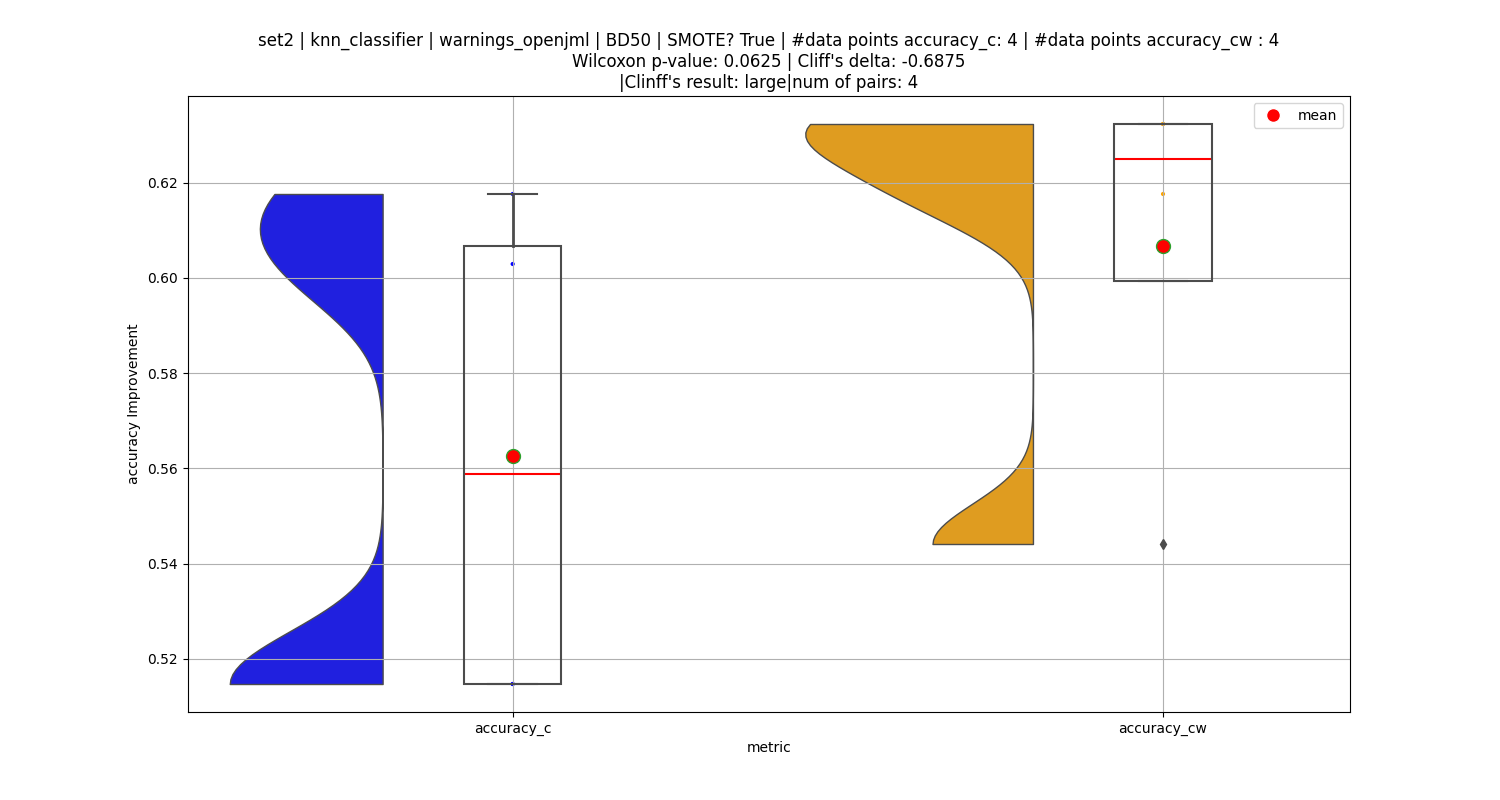 set2 | knn_classifier | warnings_openjml | BD50 | SMOTE? True | #data points accuracy_c: 4 | #data points accuracy_cw : 4
Wilcoxon p-value: 0.0625 | Cliff's delta: -0.6875
|Clinff's result: large|num of pairs: 4
mean
0.62
0.60
0.58
0.56
0.54
0.52
accuracy Improvement
accuracy_c
accuracy_cw
metric